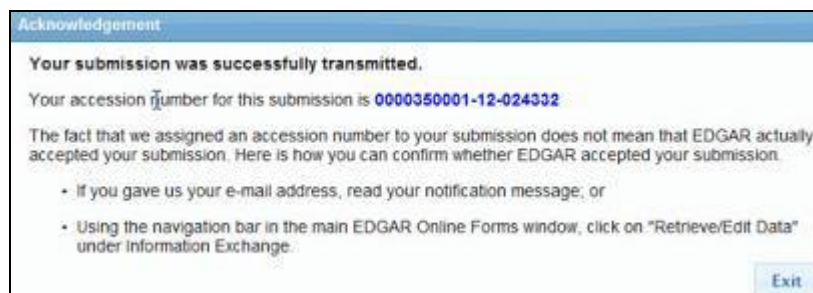 Acknowledgement
Your submission was successfully transmitted.
Your accession number for this submission is 0000350001-12-024332
The fact that we assigned an accession number to your submission does not mean that EDGAR actually
accepted your submission. Here is how you can confirm whether EDGAR accepted your submission.
• If you gave us your e-mail address, read your notification message; or
• Using the navigation bar in the main EDGAR Online Forms window, click on "Retrieve/Edit Data"
under Information Exchange.
Exit